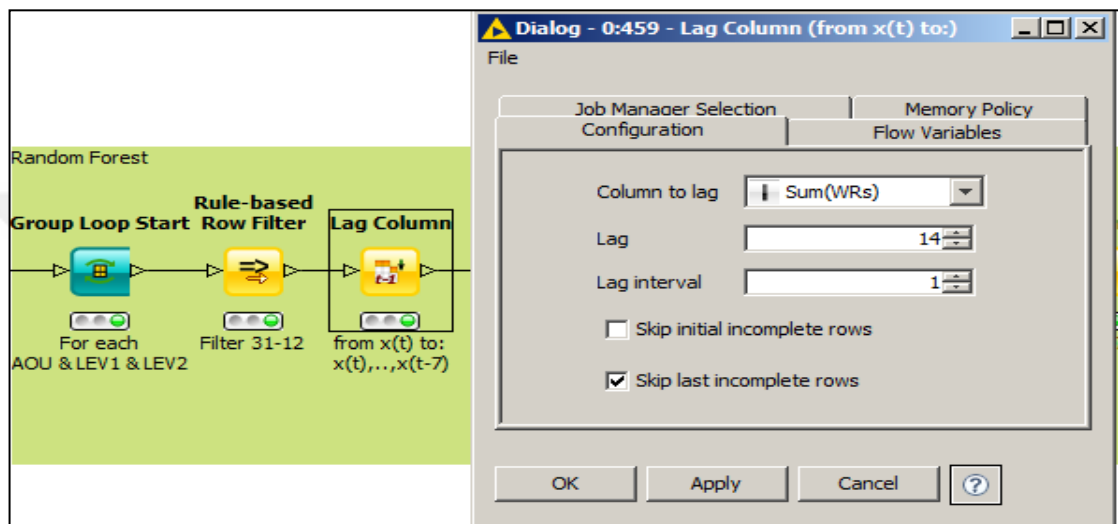 Random Forest
Group Loop Start
Rule-based
Row Filter
Lag Column
t-1
For each
AOU & LEV1 & LEV2
Filter 31-12
from x(t) to:
x(t),..,x(t-7)
Dialog - 0:459 - Lag Column (from x(t) to:)
File
Job Manager Selection
Memory Policy
Configuration
Flow Variables
Column to lag
I Sum(WRs)
Lag
14
Lag interval
1
Skip initial incomplete rows
Skip last incomplete rows
OK
Apply
Cancel
?